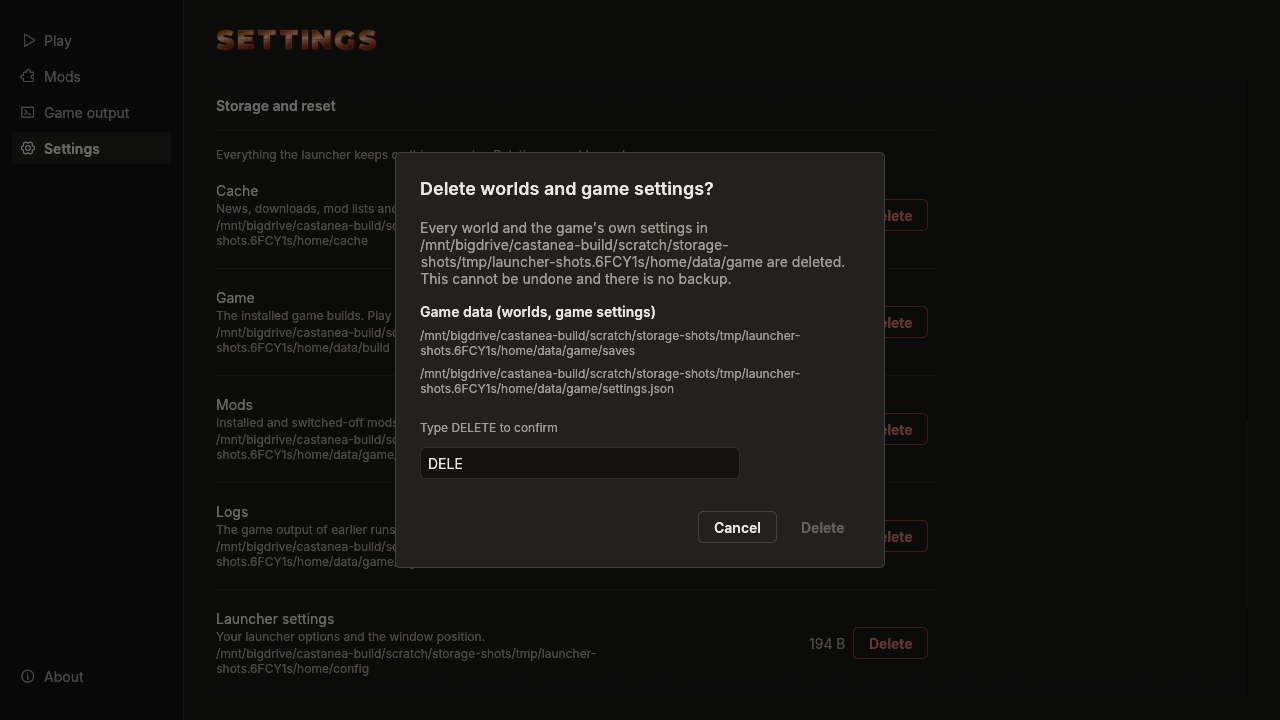 Play
Mods
Game output
Settings
About
SETTINGS
Storage and reset
Everything the launcher keeps
Cache
News, downloads, mod lists and
/mnt/bigdrive/castanea-build/sc
shots.6FCY1s/home/cache
elete
Game
The installed game builds. Play
/mnt/bigdrive/castanea-build/sc
shots.6FCY1s/home/data/build
elete
Mods
Installed and switched-off mods
/mnt/bigdrive/castanea-build/sc
shots.6FCY1s/home/data/game/
elete
Logs
The game output of earlier runs
/mnt/bigdrive/castanea-build/sc
shots.6FCY1s/home/data/game/
elete
Launcher settings
Your launcher options and the window position.
/mnt/bigdrive/castanea-build/scratch/storage-shots/tmp/launcher-
shots.6FCY1s/home/config
194 B
Delete
Delete worlds and game settings?
Every world and the game's own settings in
/mnt/bigdrive/castanea-build/scratch/storage-
shots/tmp/launcher-shots.6FCY1s/home/data/game are deleted.
This cannot be undone and there is no backup.
Game data (worlds, game settings)
/mnt/bigdrive/castanea-build/scratch/storage-shots/tmp/launcher-
shots.6FCY1s/home/data/game/saves
/mnt/bigdrive/castanea-build/scratch/storage-shots/tmp/launcher-
shots.6FCY1s/home/data/game/settings.json
Type DELETE to confirm
DELE
Cancel
Delete